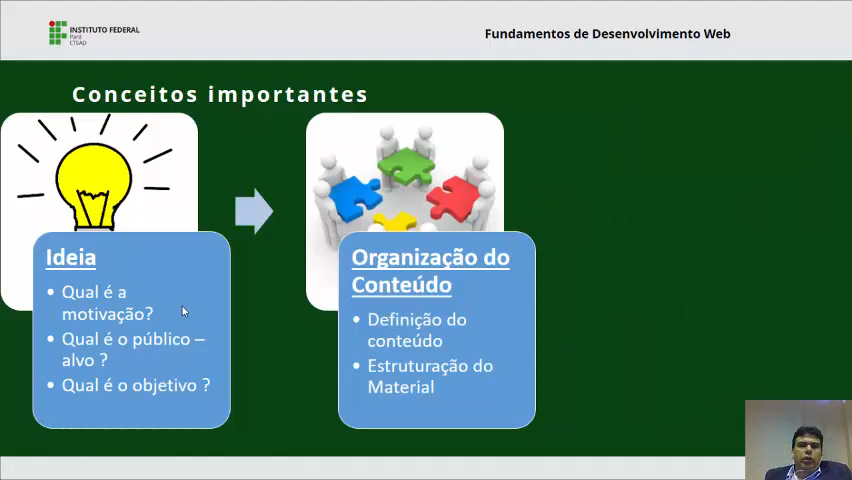 INSTITUTO FEDERAL
Pará
CTEAD
Fundamentos de Desenvolvimento Web
Conceitos importantes
Ideia
• Qual é a
motivação?
• Qual é o público –
alvo ?
• Qual é o objetivo ?
Organização do
Conteúdo
• Definição do
conteúdo
• Estruturação do
Material